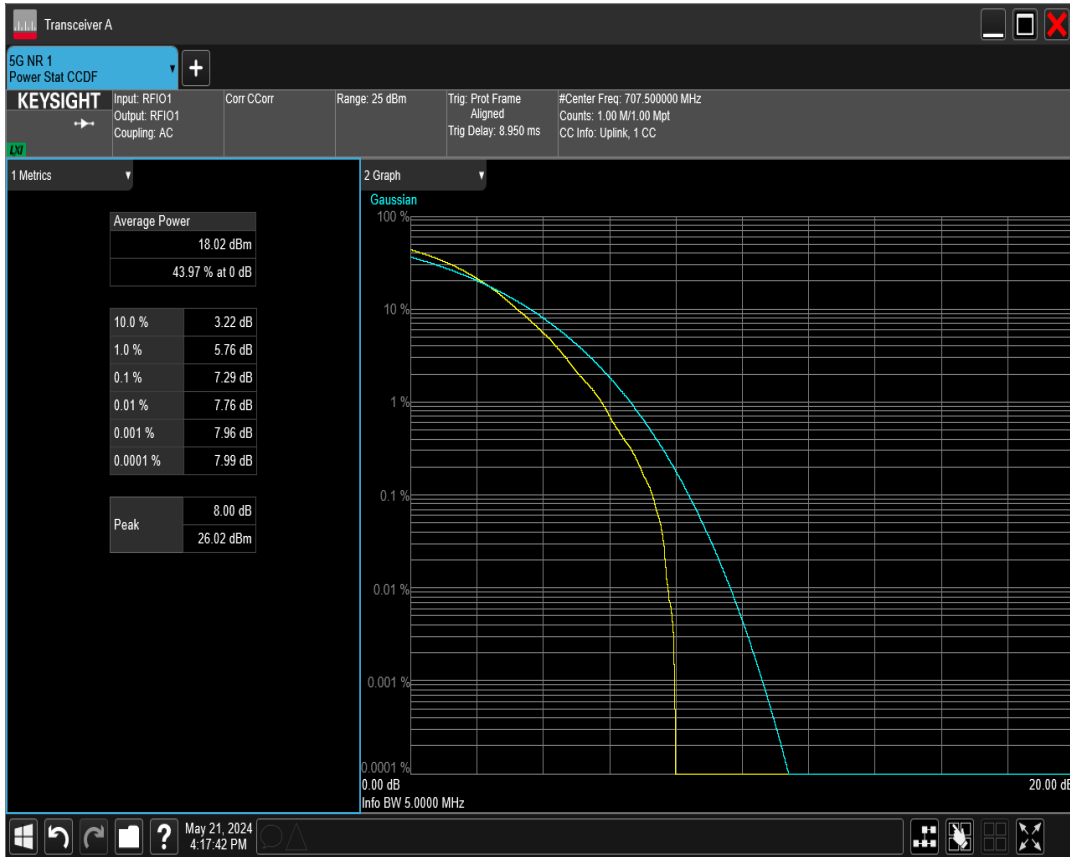 Transceiver A
5G NR 1
Power Stat CCDF
+
KEYSIGHT
LXI
Input: RFIO1
Output: RFIO1
Coupling: AC
Corr CCorr
Range: 25 dBm
Trig: Prot Frame
Aligned
Trig Delay: 8.950 ms
#Center Freq: 707.500000 MHz
Counts: 1.00 M/1.00 Mpt
CC Info: Uplink, 1 CC
1 Metrics
Average Power
18.02 dBm
43.97 % at 0 dB
10.0 % 3.22 dB
1.0 % 5.76 dB
0.1 % 7.29 dB
0.01 % 7.76 dB
0.001 % 7.96 dB
0.0001 % 7.99 dB
Peak 8.00 dB
26.02 dBm
2 Graph
Gaussian
100 %
10 %
1 %
0.1 %
0.01 %
0.001 %
0.0001 %
0.00 dB 20.00 dB
Info BW 5.0000 MHz
?
May 21, 2024
4:17:42 PM